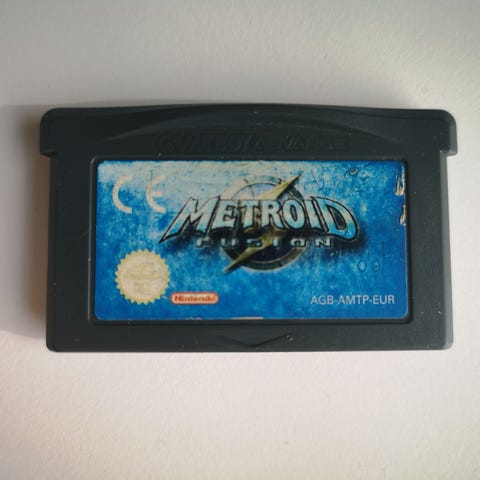 GAME BOY ADVANCE
CE
METROID
FUSION
Nintendo
AGB-AMTP-EUR